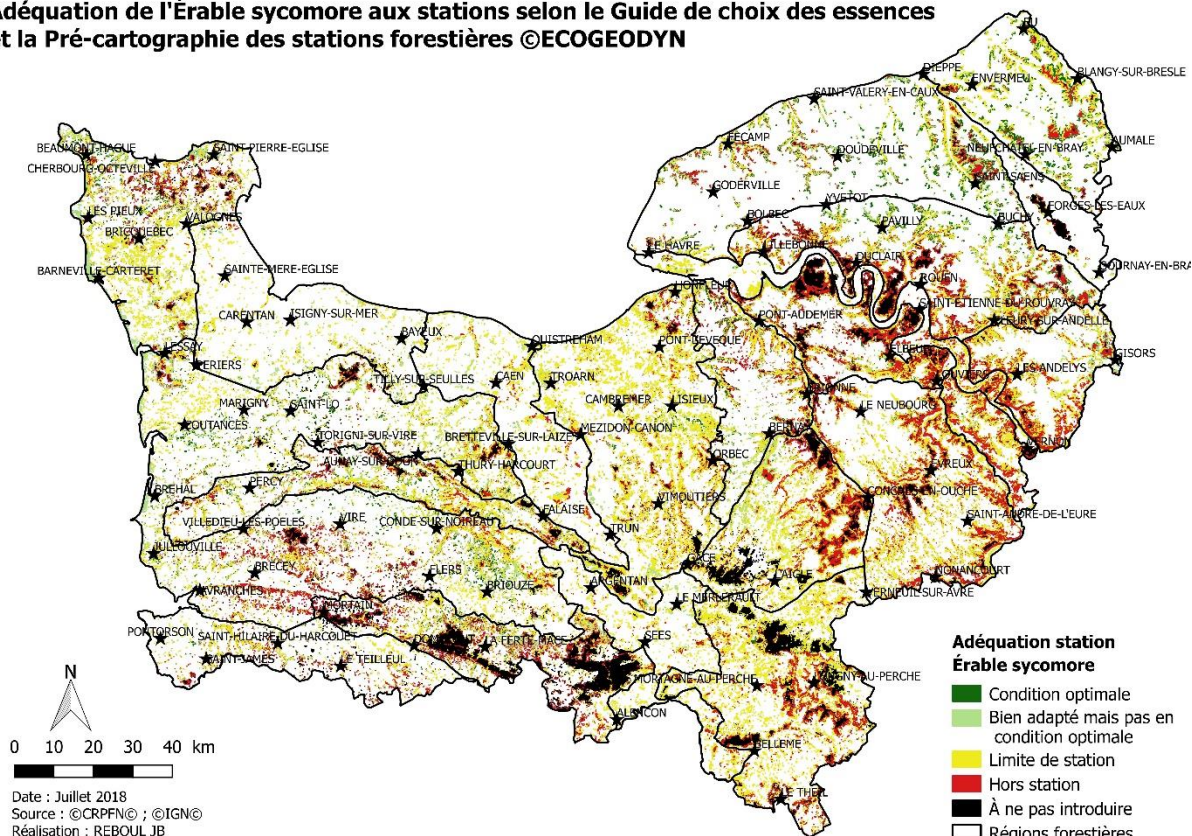 Adéquation de l'Érable sycomore aux stations selon le Guide de choix des essences
et la Pré-cartographie des stations forestières ©ECOGEODYN
EU
DIEPPE
ENVERMEU
BLANGY-SUR-BRESLE
SAINT-VALERY-EN-CAUX
FECAMP
DOUDEVILLE
NEUFCHATEL-EN-BRAY
AUMALE
BEAUMONT-HAGUE
SAINT-PIERRE-EGLISE
CHERBOURG-OCTEVILLE
SAINT-SAENS
GODERVILLE
YVETOT
FORGES-LES-EAUX
LES PIEUX
VALOGNES
BOLBEC
PAVILLY
BUCHY
BRICQUEBEC
LE HAVRE
LILLEBONNE
DUCLAIR
BARNEVILLE-CARTERET
SAINTE-MERE-EGLISE
ROUEN
GOURNAY-EN-BRA
HONFLEUR
SAINT-ETIENNE-DU-ROUVRAY
CARENTAN
ISIGNY-SUR-MER
PONT-AUDEMER
FLEURY-SUR-ANDELLE
BAYEUX
OUISTREHAM
PONT-L'EVEQUE
ELBEUF
LESSAY
PERIERS
GISORS
TILLY-SUR-SEULLES
CAEN
TROARN
LOUVIERS
LES ANDELYS
MARIGNY
SAINT-LO
CAMBREMER
LISIEUX
BRIONNE
LE NEUBOURG
COUTANCES
TORIGNI-SUR-VIRE
BRETTEVILLE-SUR-LAIZE
MEZIDON-CANON
BERNAY
VERNON
AUNAY-SUR-ODON
THURY-HARCOURT
ORBEC
EVREUX
BREHAL
PERCY
CONCHES-EN-OUCHE
VILLEDIEU-LES-POELES
VIRE
CONDE-SUR-NOIREAU
FALAISE
VIMOUTIERS
SAINT-ANDRE-DE-L'EURE
TRUN
JULLOUVILLE
BRECEY
FLERS
BRIOUZE
ARGENTAN
GACE
L'AIGLE
NONANCOURT
AVRANCHES
LE MERLERAULT
VERNEUIL-SUR-AVRE
MORTAIN
PONTORSON
SAINT-HILAIRE-DU-HARCOUET
DOMFRONT
LA FERTE-MACE
SEES
SAINT-JAMES
LE TEILLEUL
MORTAGNE-AU-PERCHE
ALENCON
BELLEME
LE THEIL
N
0 10 20 30 40 km
Date : Juillet 2018
Source : ©CRPFN© ; ©IGN©
Réalisation : REBOUL JB
Adéquation station
Érable sycomore
Condition optimale
Bien adapté mais pas en
condition optimale
Limite de station
Hors station
À ne pas introduire
Régions forestières